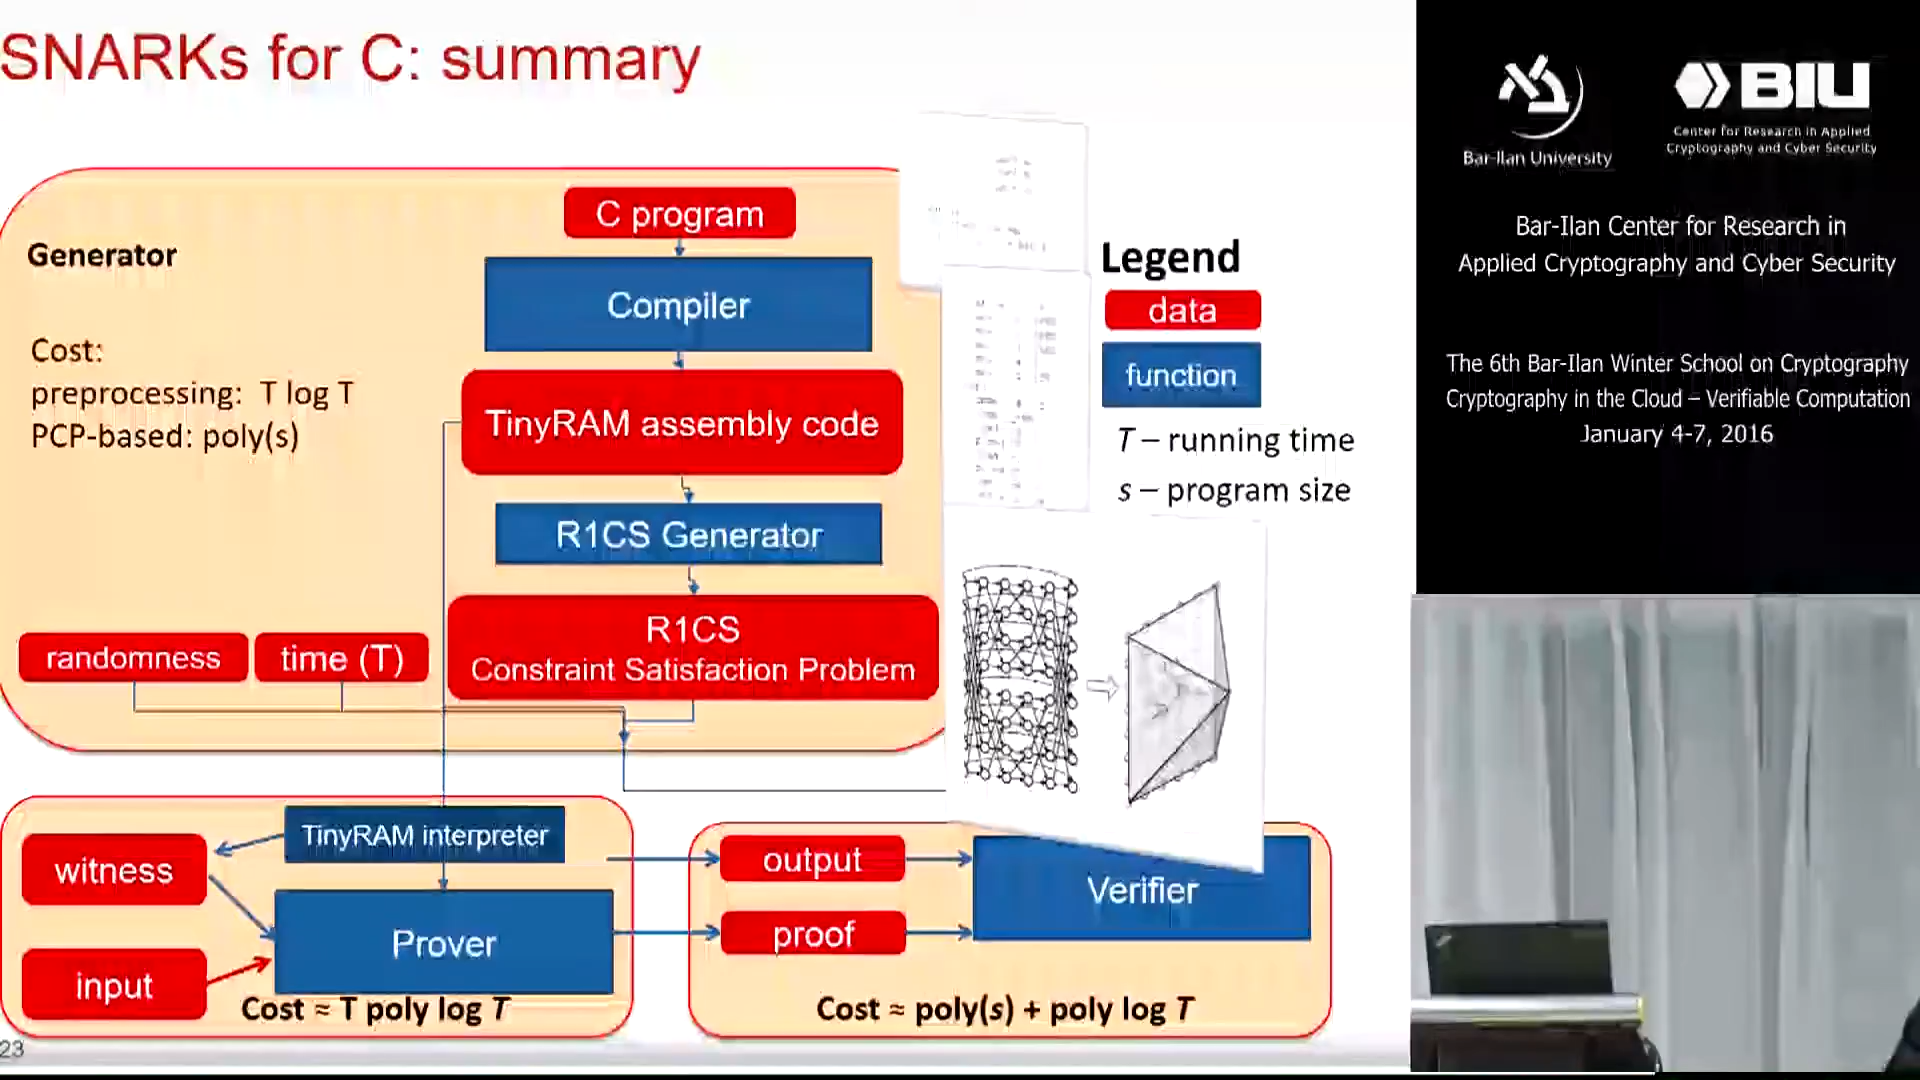 SNARKs for C: summary
Generator
Cost:
preprocessing: T log T
PCP-based: poly(s)
C program
Compiler
TinyRAM assembly code
R1CS Generator
R1CS
Constraint Satisfaction Problem
randomness
time (T)
Legend
data
function
T – running time
s – program size
TinyRAM interpreter
witness
Prover
input
Cost ≈ T poly log T
output
proof
Verifier
Cost ≈ poly(s) + poly log T
23
Bar-Ilan University
BIU
Center for Research in Applied
Cryptography and Cyber Security
Bar-Ilan Center for Research in
Applied Cryptography and Cyber Security
The 6th Bar-Ilan Winter School on Cryptography
Cryptography in the Cloud – Verifiable Computation
January 4-7, 2016